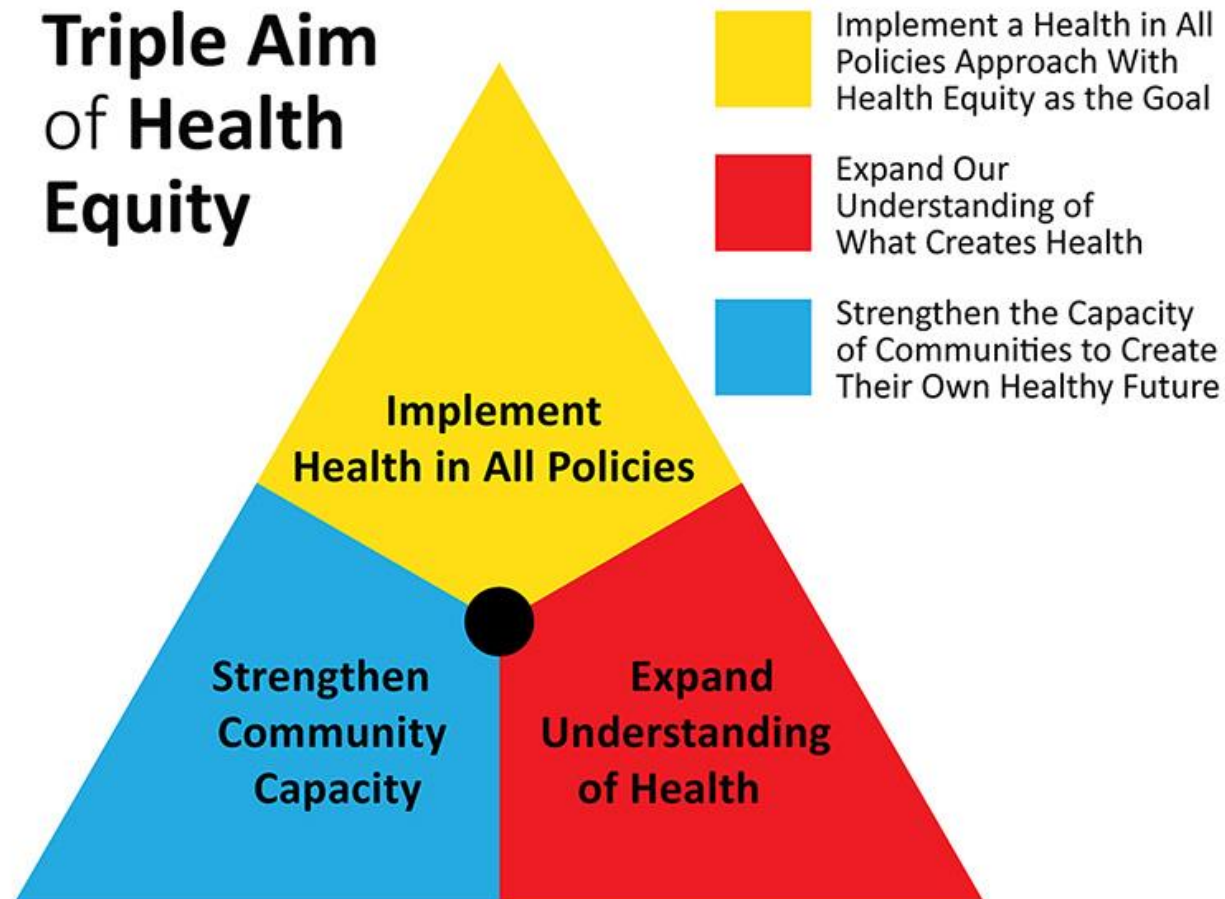 Triple Aim
of Health
Equity
Implement a Health in All
Policies Approach With
Health Equity as the Goal
Expand Our
Understanding of
What Creates Health
Strengthen the Capacity
of Communities to Create
Their Own Healthy Future
Implement
Health in All Policies
Strengthen
Community
Capacity
Expand
Understanding
of Health